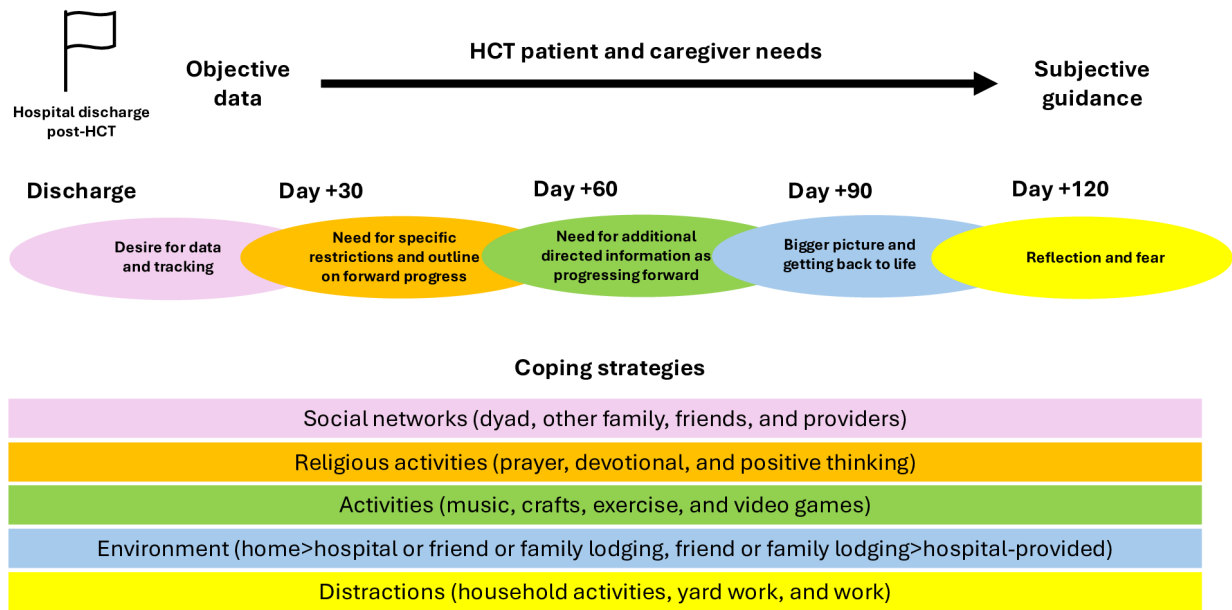 HCT patient and caregiver needs
Objective
data
Subjective
guidance
Hospital discharge
post-HCT
Discharge
Day +30
Day +60
Day +90
Day +120
Desire for data
and tracking
Need for specific
restrictions and outline
on forward progress
Need for additional
directed information as
progressing forward
Bigger picture and
getting back to life
Reflection and fear
Coping strategies
Social networks (dyad, other family, friends, and providers)
Religious activities (prayer, devotional, and positive thinking)
Activities (music, crafts, exercise, and video games)
Environment (home>hospital or friend or family lodging, friend or family lodging>hospital-provided)
Distractions (household activities, yard work, and work)